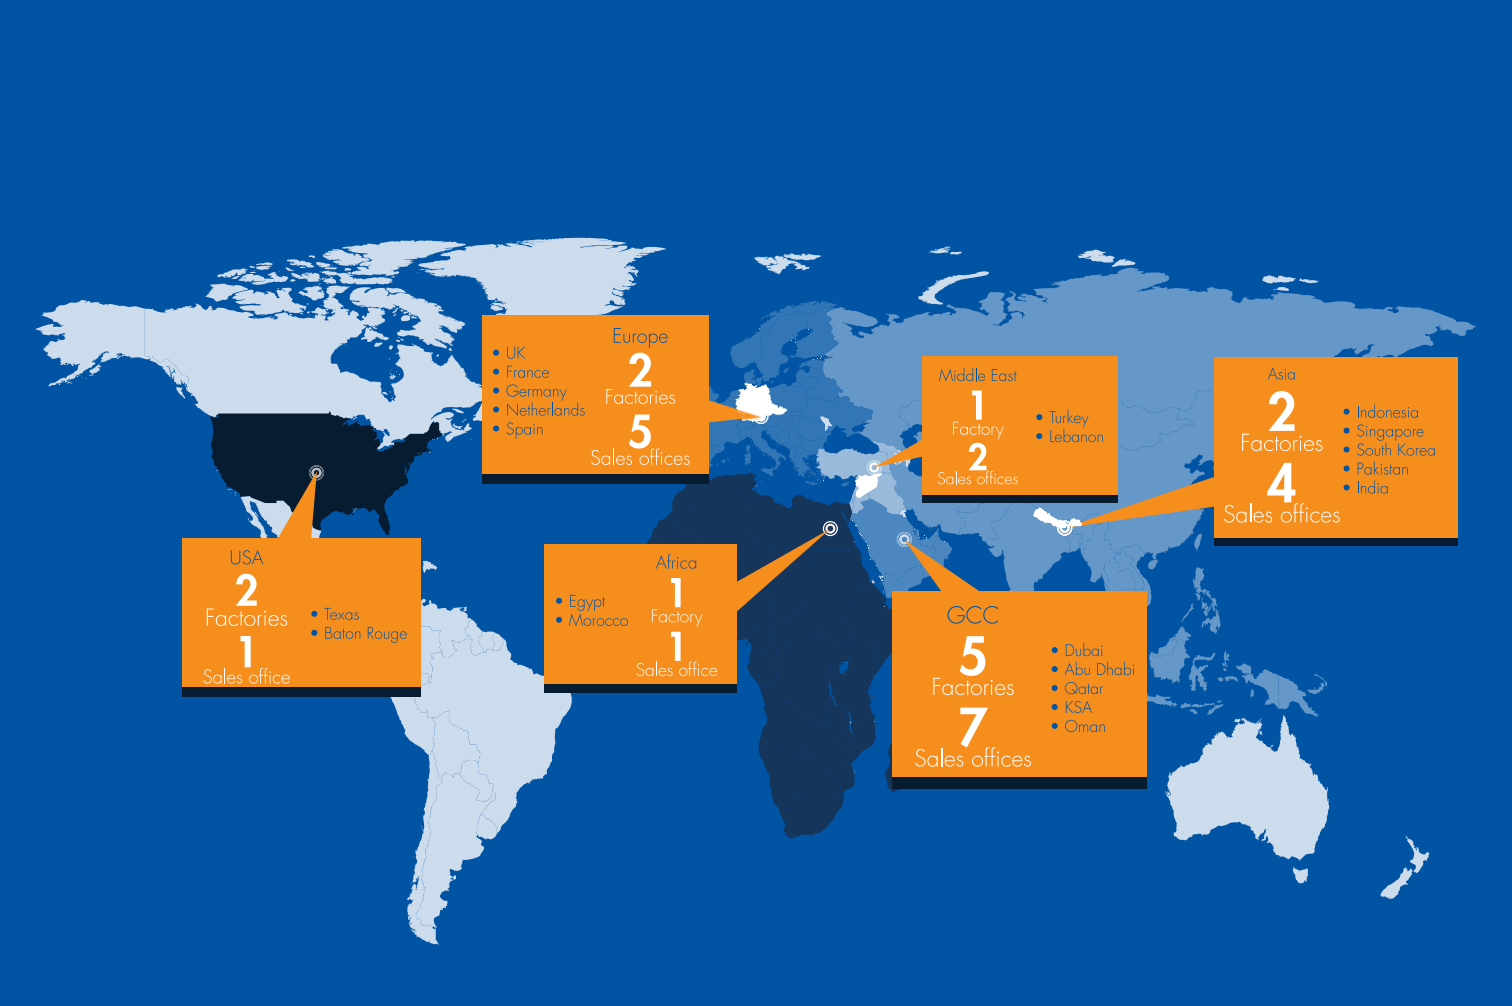 Europe
2
Factories
5
Sales offices
• UK
• France
• Germany
• Netherlands
• Spain
Middle East
1
Factory
2
Sales offices
• Turkey
• Lebanon
Asia
2
Factories
4
Sales offices
• Indonesia
• Singapore
• South Korea
• Pakistan
• India
USA
2
Factories
1
Sales office
• Texas
• Baton Rouge
Africa
1
Factory
1
Sales office
• Egypt
• Morocco
GCC
5
Factories
7
Sales offices
• Dubai
• Abu Dhabi
• Qatar
• KSA
• Oman